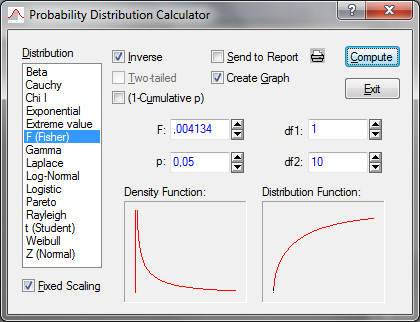 Probability Distribution Calculator
Distribution
Beta
Cauchy
Chi I
Exponential
Extreme value
F (Fisher)
Gamma
Laplace
Log-Normal
Logistic
Pareto
Rayleigh
t (Student)
Weibull
Z (Normal)
Fixed Scaling
Inverse
Send to Report
Two-tailed
Create Graph
(1-Cumulative p)
Compute
Exit
F: ,004134
df1: 1
p: 0,05
df2: 10
Density Function:
Distribution Function: